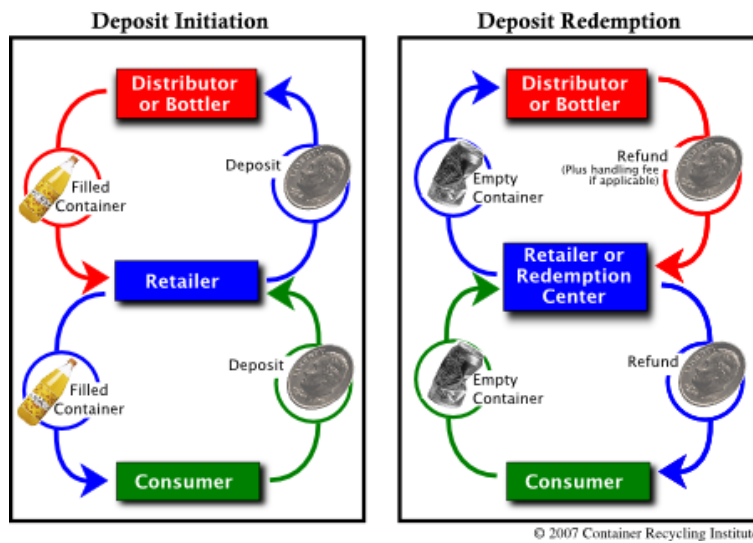 Deposit Initiation
Distributor
or Bottler
Deposit
Filled
Container
Retailer
Deposit
Filled
Container
Consumer
Deposit Redemption
Distributor
or Bottler
Refund
(Plus handling fee
if applicable)
Empty
Container
Retailer or
Redemption
Center
Refund
Empty
Container
Consumer
© 2007 Container Recycling Institute